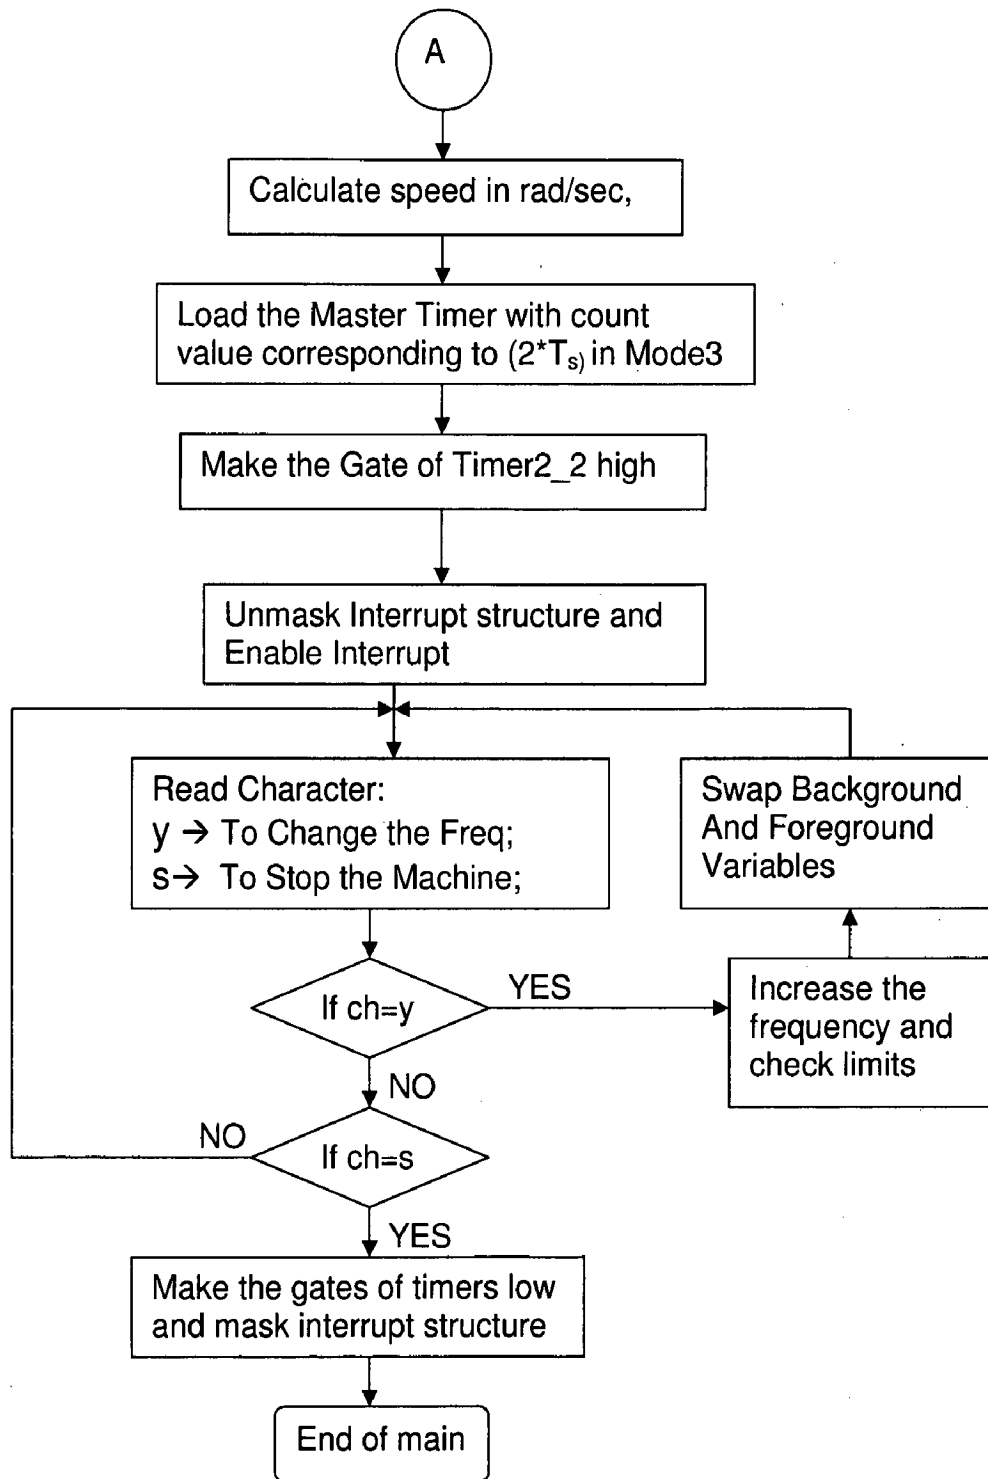 A
Calculate speed in rad/sec,
Load the Master Timer with count
value corresponding to (2*Ts) in Mode3
Make the Gate of Timer2_2 high
Unmask Interrupt structure and
Enable Interrupt
Read Character:
y → To Change the Freq;
s→ To Stop the Machine;
Swap Background
And Foreground
Variables
If ch=y
YES
Increase the
frequency and
check limits
NO
If ch=s
NO
YES
Make the gates of timers low
and mask interrupt structure
End of main